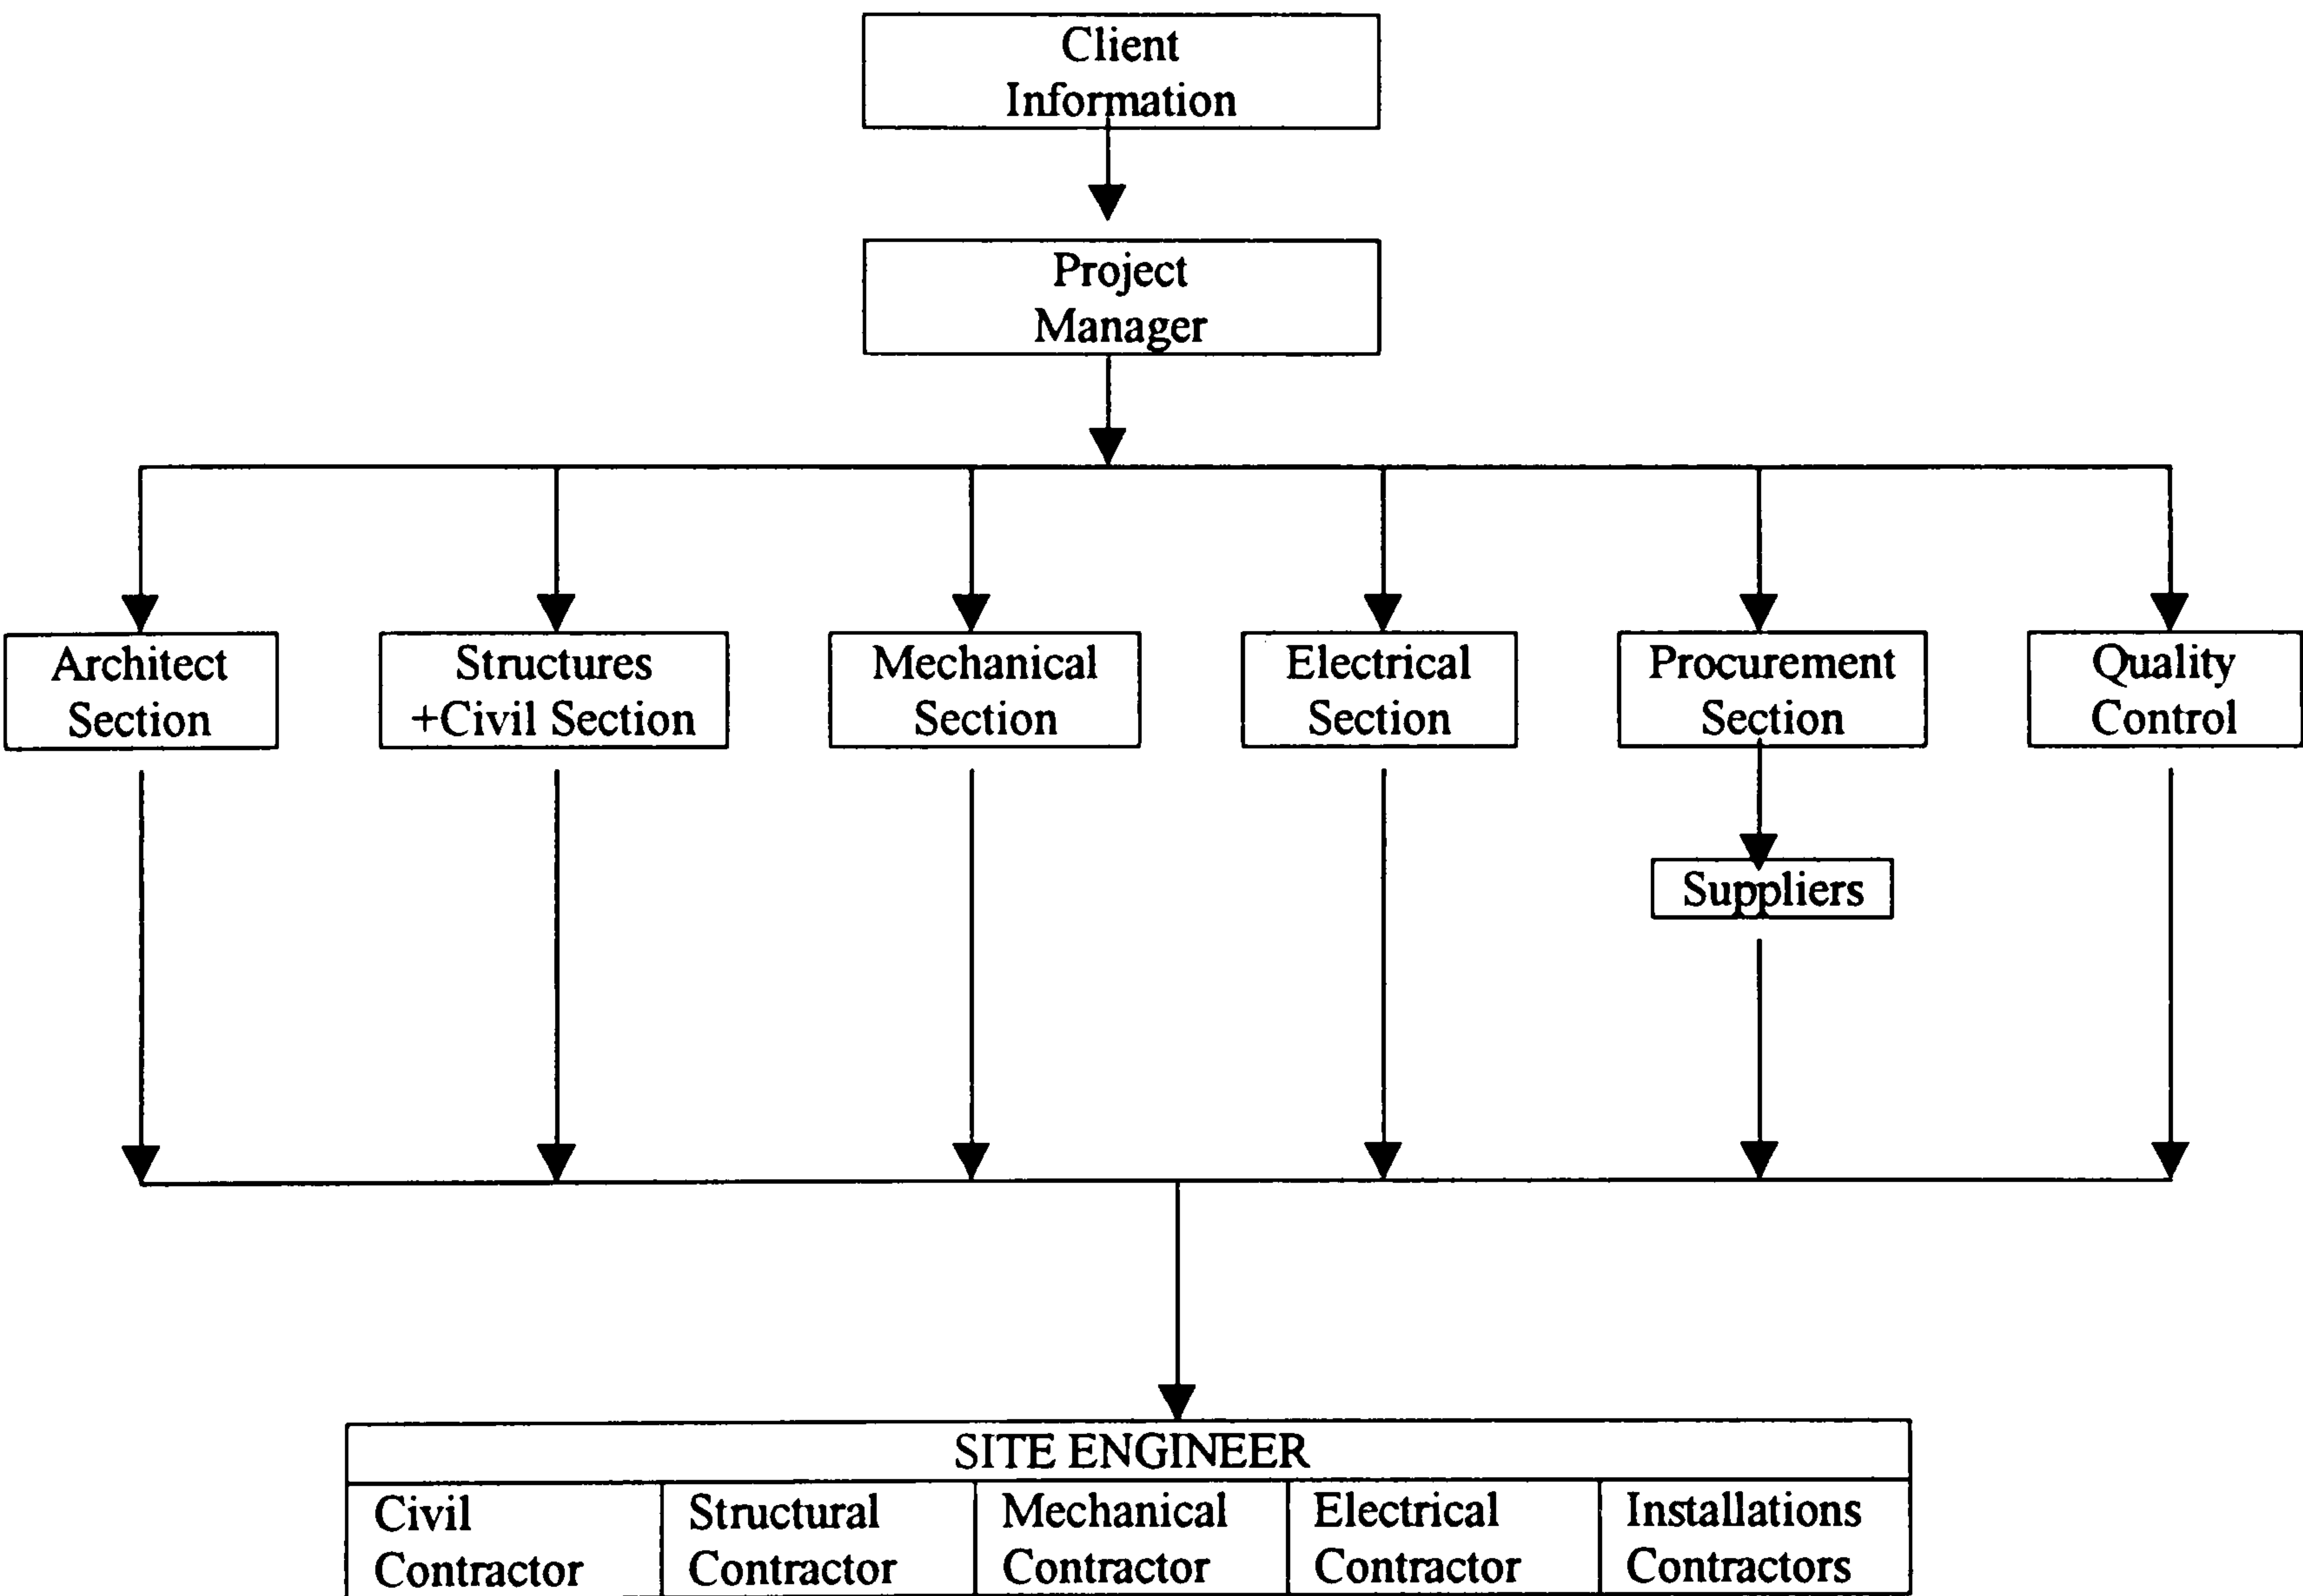 Client
Information
Project
Manager
Architect
Section
Structures
+Civil Section
Mechanical
Section
Electrical
Section
Procurement
Section
Quality
Control
Suppliers
SITE ENGINEER
Civil
Contractor
Structural
Contractor
Mechanical
Contractor
Electrical
Contractor
Installations
Contractors